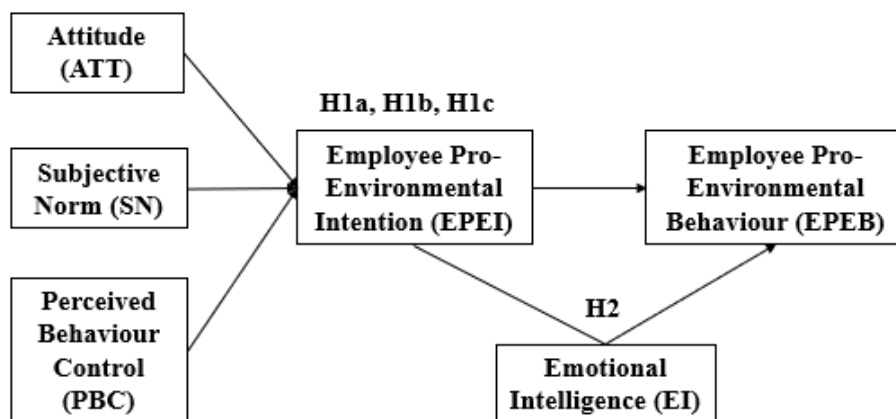 Attitude
(ATT)
Subjective
Norm (SN)
Perceived
Behaviour
Control
(PBC)
H1a, H1b, H1c
Employee Pro-
Environmental
Intention (EPEI)
Employee Pro-
Environmental
Behaviour (EPEB)
H2
Emotional
Intelligence (EI)